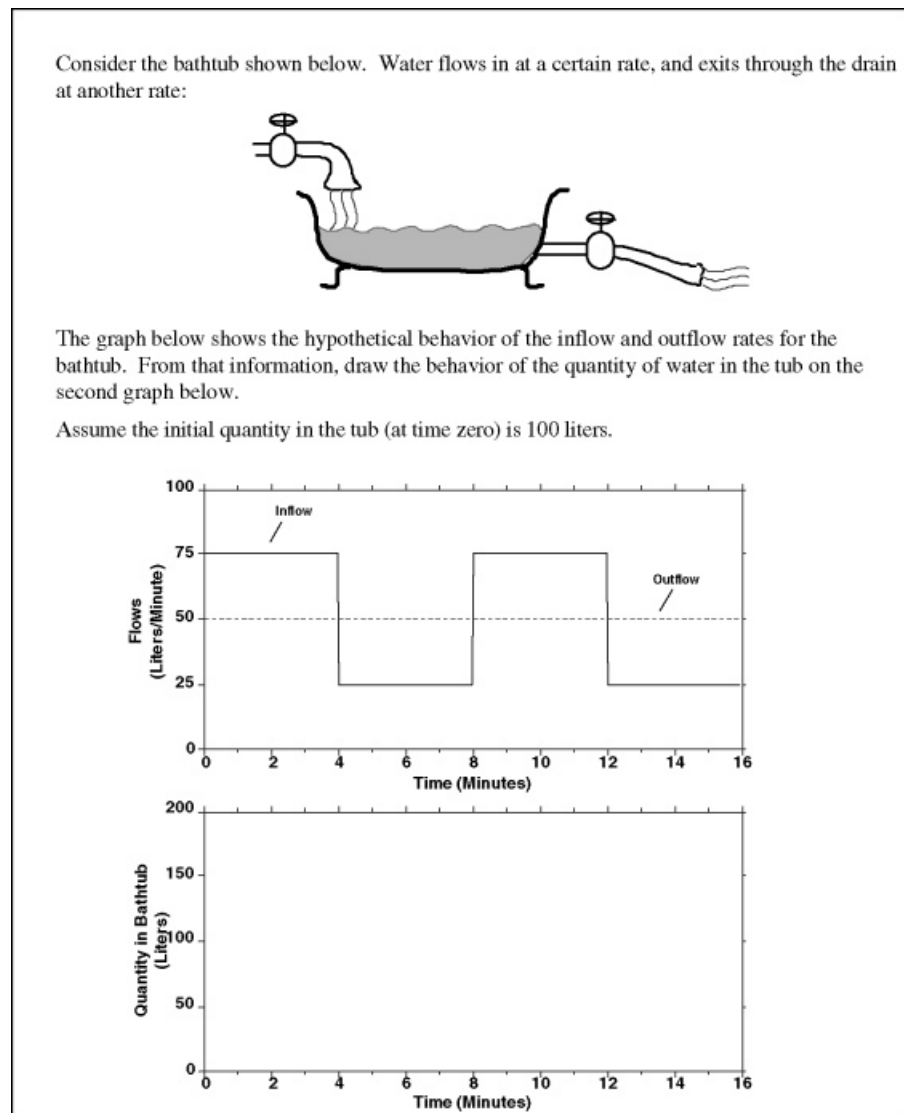 Consider the bathtub shown below.  Water flows in at a certain rate, and exits through the drain
at another rate:
The graph below shows the hypothetical behavior of the inflow and outflow rates for the
bathtub.  From that information, draw the behavior of the quantity of water in the tub on the
second graph below.
Assume the initial quantity in the tub (at time zero) is 100 liters.
100
Inflow
75
Outflow
Flows
(Liters/Minute)
50
25
0
0 2 4 6 8 10 12 14 16
Time (Minutes)
200
150
Quantity in Bathtub
(Liters)
100
50
0
0 2 4 6 8 10 12 14 16
Time (Minutes)